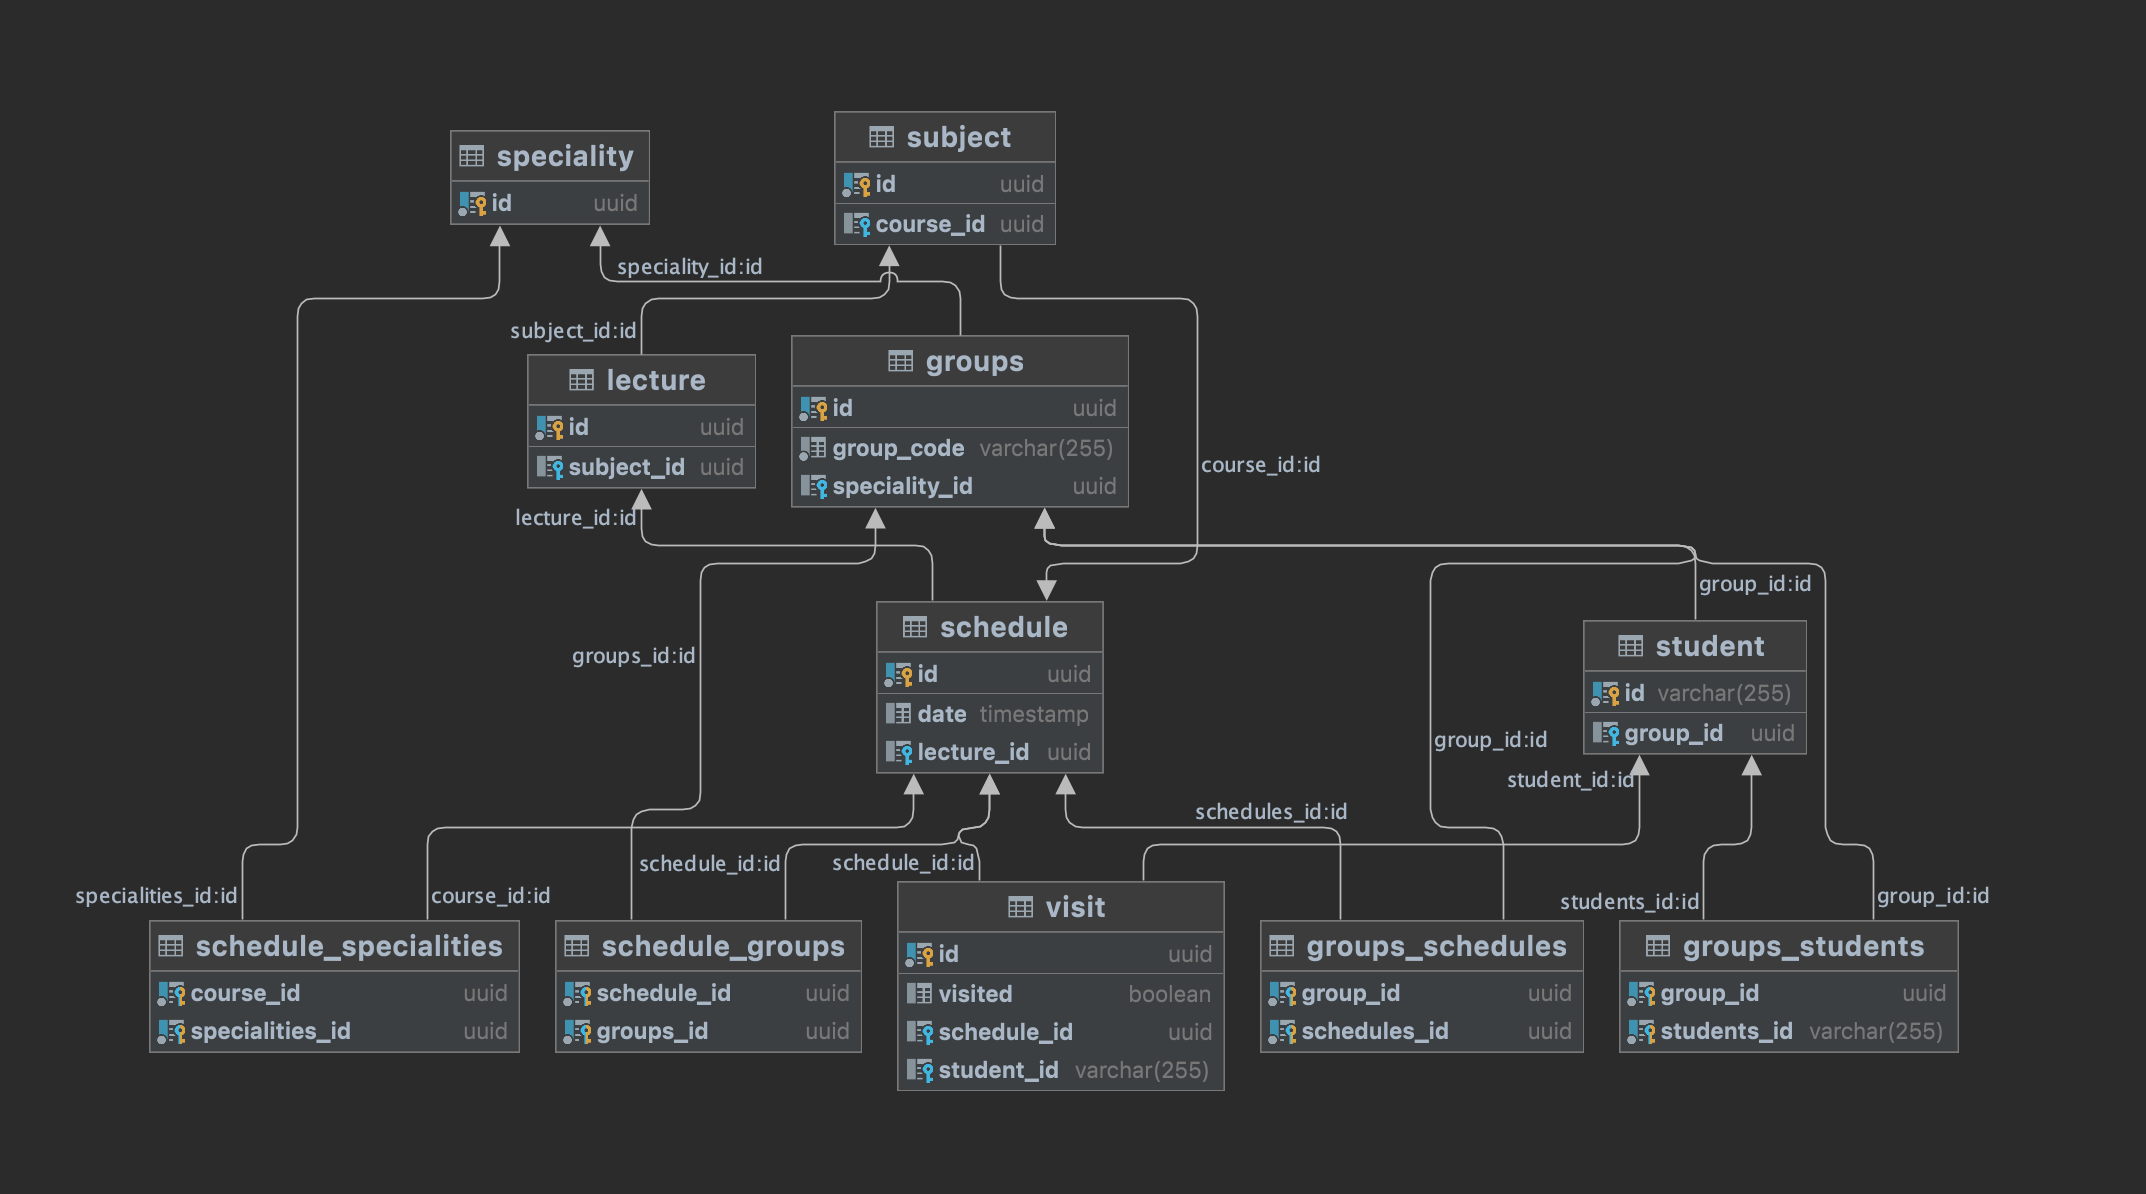 subject
id uuid
course_id uuid
speciality
id uuid
speciality_id:id
subject_id:id
groups
id uuid
group_code varchar(255)
speciality_id uuid
lecture
id uuid
subject_id uuid
course_id:id
lecture_id:id
group_id:id
schedule
id uuid
date timestamp
lecture_id uuid
student
id varchar(255)
group_id uuid
groups_id:id
group_id:id
student_id:id
schedules_id:id
schedule_id:id
schedule_id:id
specialities_id:id
course_id:id
students_id:id
group_id:id
schedule_specialities
course_id uuid
specialities_id uuid
schedule_groups
schedule_id uuid
groups_id uuid
visit
id uuid
visited boolean
schedule_id uuid
student_id varchar(255)
groups_schedules
group_id uuid
schedules_id uuid
groups_students
group_id uuid
students_id varchar(255)